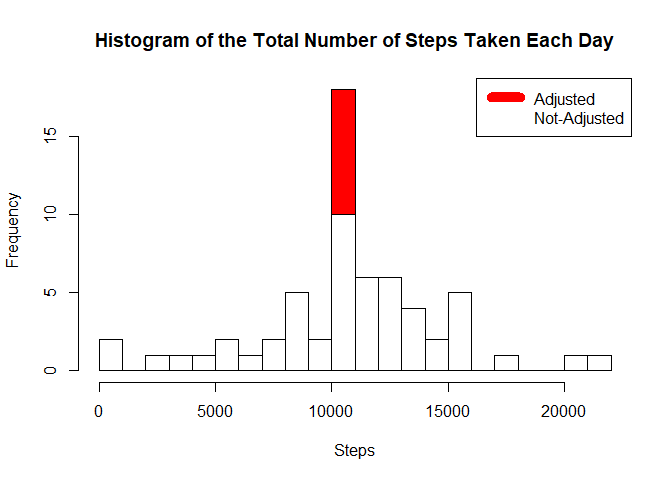 Histogram of the Total Number of Steps Taken Each Day
Adjusted
Not-Adjusted
15
10
5
0
Frequency
0 5000 10000 15000 20000
Steps